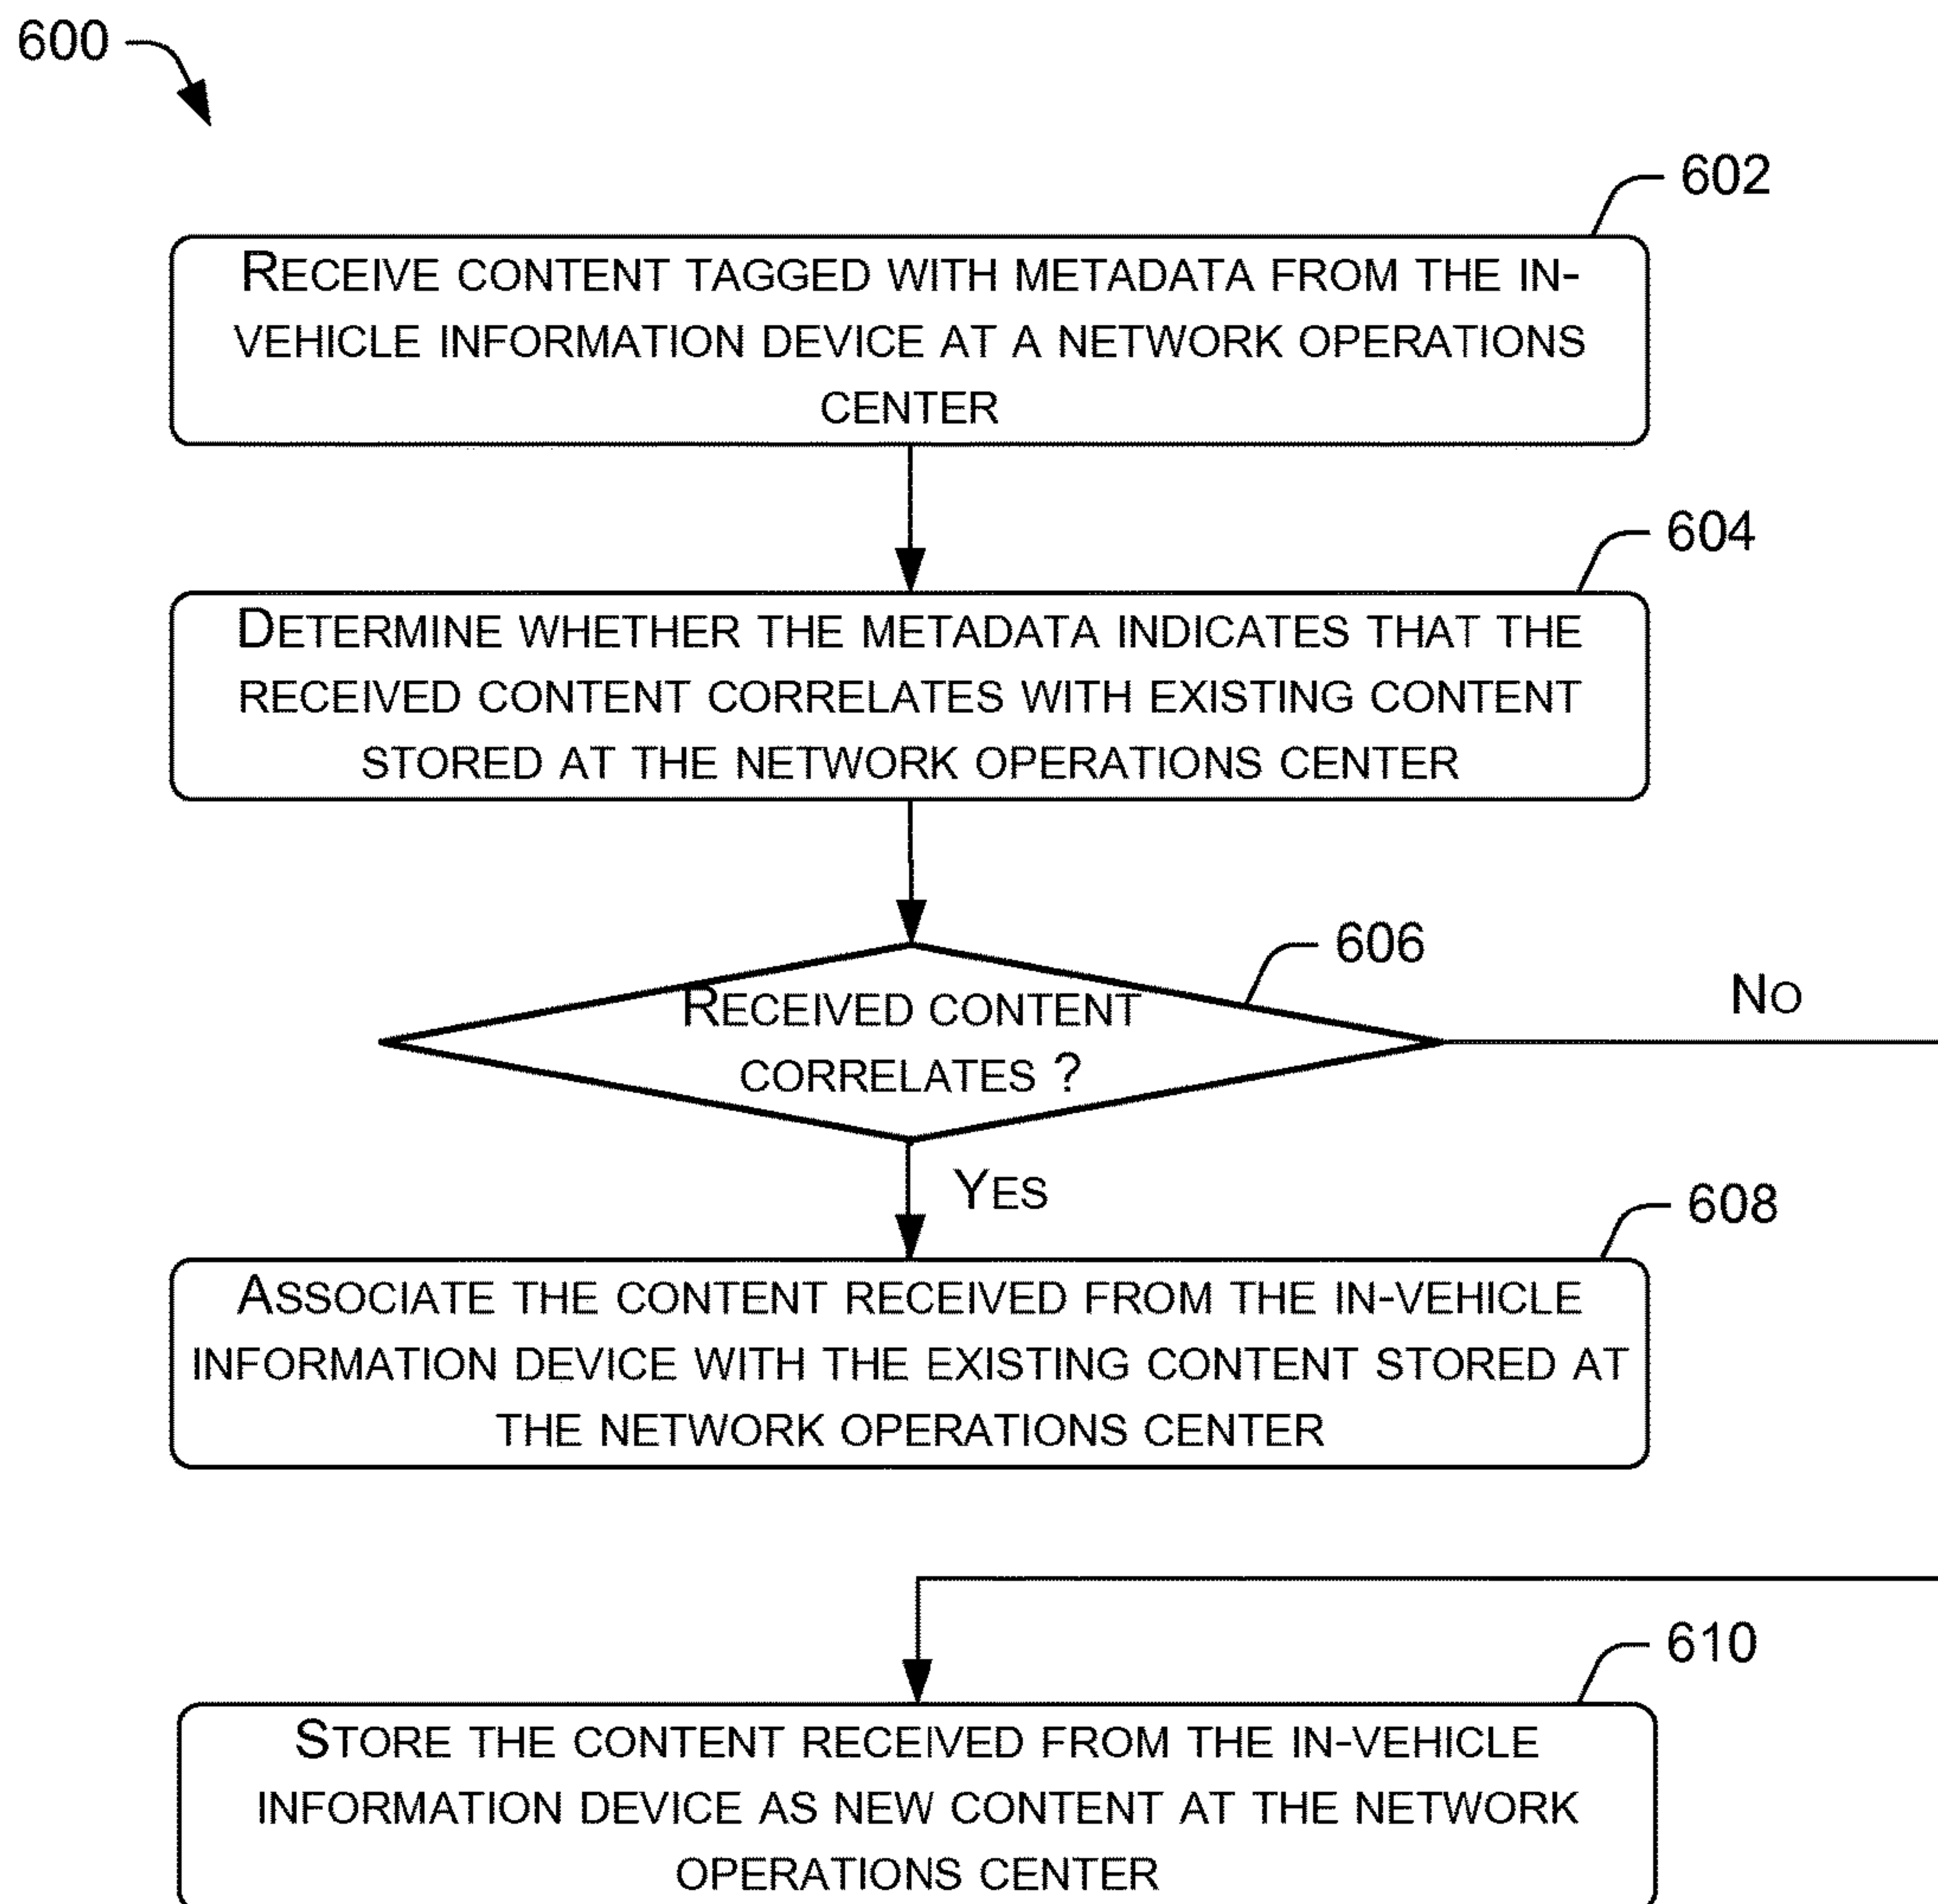 600
602
RECEIVE CONTENT TAGGED WITH METADATA FROM THE IN-
VEHICLE INFORMATION DEVICE AT A NETWORK OPERATIONS
CENTER
604
DETERMINE WHETHER THE METADATA INDICATES THAT THE
RECEIVED CONTENT CORRELATES WITH EXISTING CONTENT
STORED AT THE NETWORK OPERATIONS CENTER
606
RECEIVED CONTENT
CORRELATES ?
NO
YES
608
ASSOCIATE THE CONTENT RECEIVED FROM THE IN-VEHICLE
INFORMATION DEVICE WITH THE EXISTING CONTENT STORED AT
THE NETWORK OPERATIONS CENTER
610
STORE THE CONTENT RECEIVED FROM THE IN-VEHICLE
INFORMATION DEVICE AS NEW CONTENT AT THE NETWORK
OPERATIONS CENTER